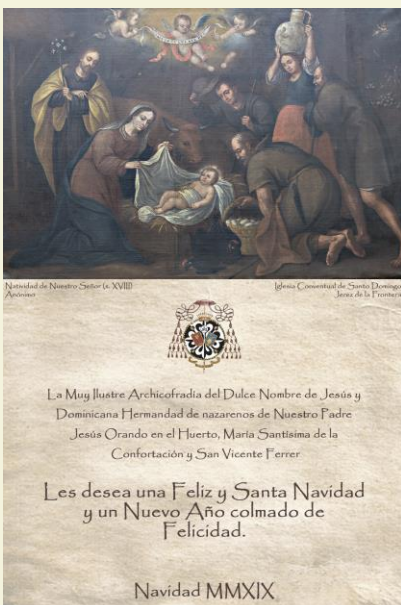 Natividad de Nuestro Señor (s. XVIII)
Anónimo
Iglesia Conventual de Santo Domingo
Jerez de la Frontera
La Muy Ilustre Archicofradía del Dulce Nombre de Jesús y
Dominicana Hermandad de nazarenos de Nuestro Padre
Jesús Orando en el Huerto, María Santísima de la
Confortación y San Vicente Ferrer
Les desea una Feliz y Santa Navidad
y un Nuevo Año colmado de
Felicidad.
Navidad MMXIX